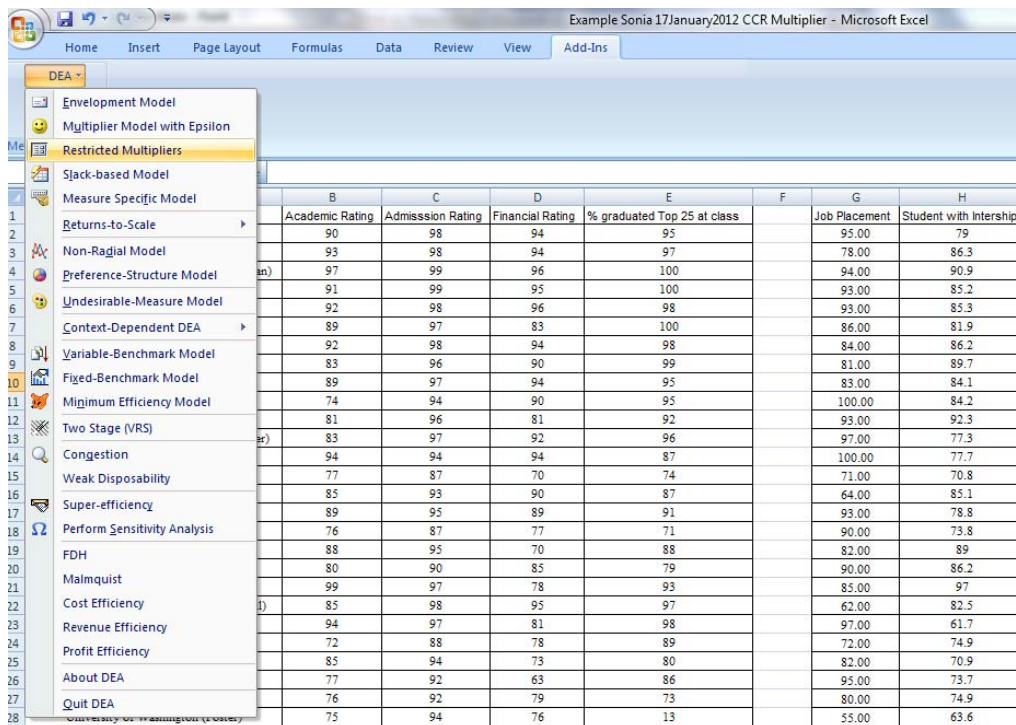 Example Sonia 17January2012 CCR Multiplier - Microsoft Excel
Home Insert Page Layout Formulas Data Review View Add-Ins
DEA
Envelopment Model
Multiplier Model with Epsilon
Me
Restricted Multipliers
Slack-based Model
Measure Specific Model
Returns-to-Scale
Non-Radial Model
Preference-Structure Model
Undesirable-Measure Model
Context-Dependent DEA
Variable-Benchmark Model
Fixed-Benchmark Model
Minimum Efficiency Model
Two Stage (VRS)
Congestion
Weak Disposability
Super-efficiency
Perform Sensitivity Analysis
FDH
Malmquist
Cost Efficiency
Revenue Efficiency
Profit Efficiency
About DEA
Quit DEA
B C D E F G H
1 Academic Rating Admisssion Rating Financial Rating % graduated Top 25 at class Job Placement Student with Intership
2 90 98 94 95 95.00 79
3 93 98 94 97 78.00 86.3
4 an) 97 99 96 100 94.00 90.9
5 91 99 95 100 93.00 85.2
6 92 98 96 98 93.00 85.3
7 89 97 83 100 86.00 81.9
8 92 98 94 98 84.00 86.2
9 83 96 90 99 81.00 89.7
10 89 97 94 95 83.00 84.1
11 74 94 90 95 100.00 84.2
12 81 96 81 92 93.00 92.3
13 er) 83 97 92 96 97.00 77.3
14 94 94 94 87 100.00 77.7
15 77 87 70 74 71.00 70.8
16 85 93 90 87 64.00 85.1
17 89 95 89 91 93.00 78.8
18 76 87 77 71 90.00 73.8
19 88 95 70 88 82.00 89
20 80 90 85 79 90.00 86.2
21 99 97 78 93 85.00 97
22 l) 85 98 95 97 62.00 82.5
23 94 97 81 98 97.00 61.7
24 72 88 78 89 72.00 74.9
25 85 94 73 80 82.00 70.9
26 77 92 63 86 95.00 73.7
27 76 92 79 73 80.00 74.9
28 University of Washington (Foster) 75 94 76 13 55.00 63.6